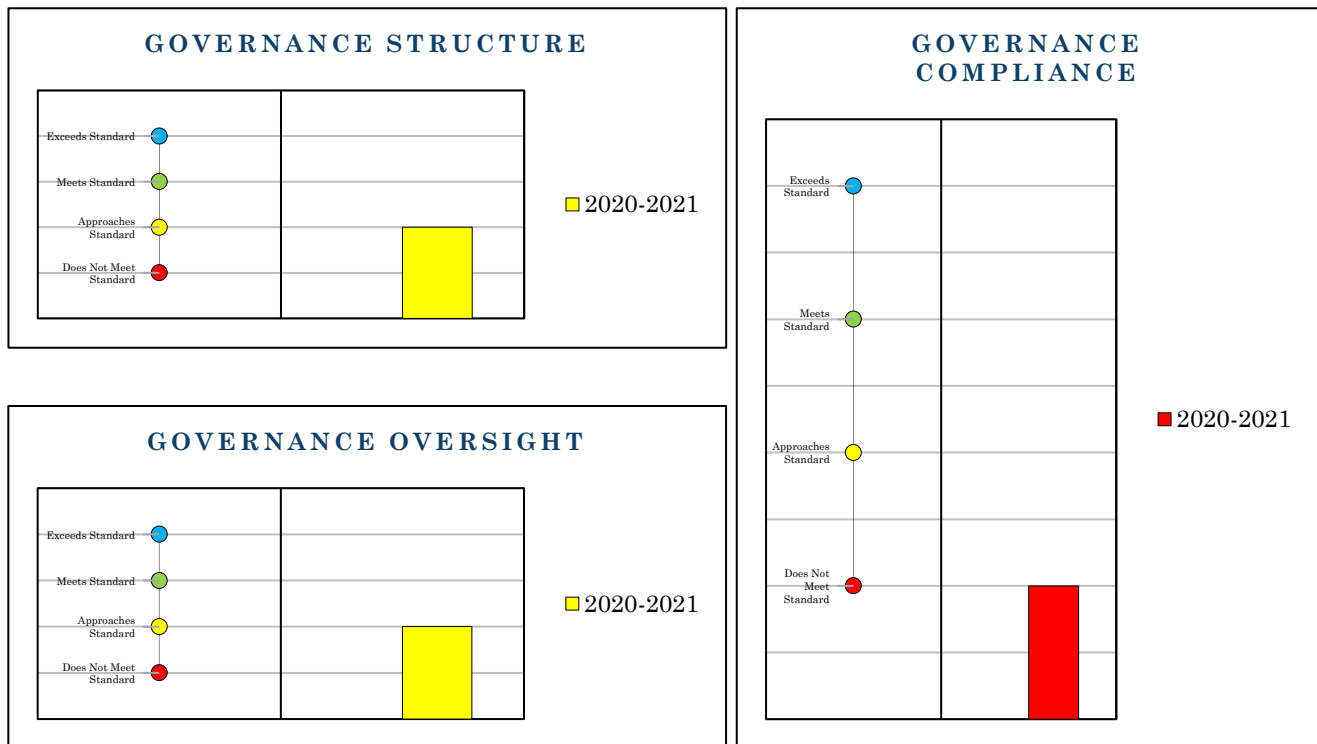 GOVERNANCE STRUCTURE
Exceeds Standard
Meets Standard
Approaches
Standard
Does Not Meet
Standard
2020-2021
GOVERNANCE OVERSIGHT
Exceeds Standard
Meets Standard
Approaches
Standard
Does Not Meet
Standard
2020-2021
GOVERNANCE
COMPLIANCE
Exceeds
Standard
Meets
Standard
Approaches
Standard
Does Not
Meet
Standard
2020-2021